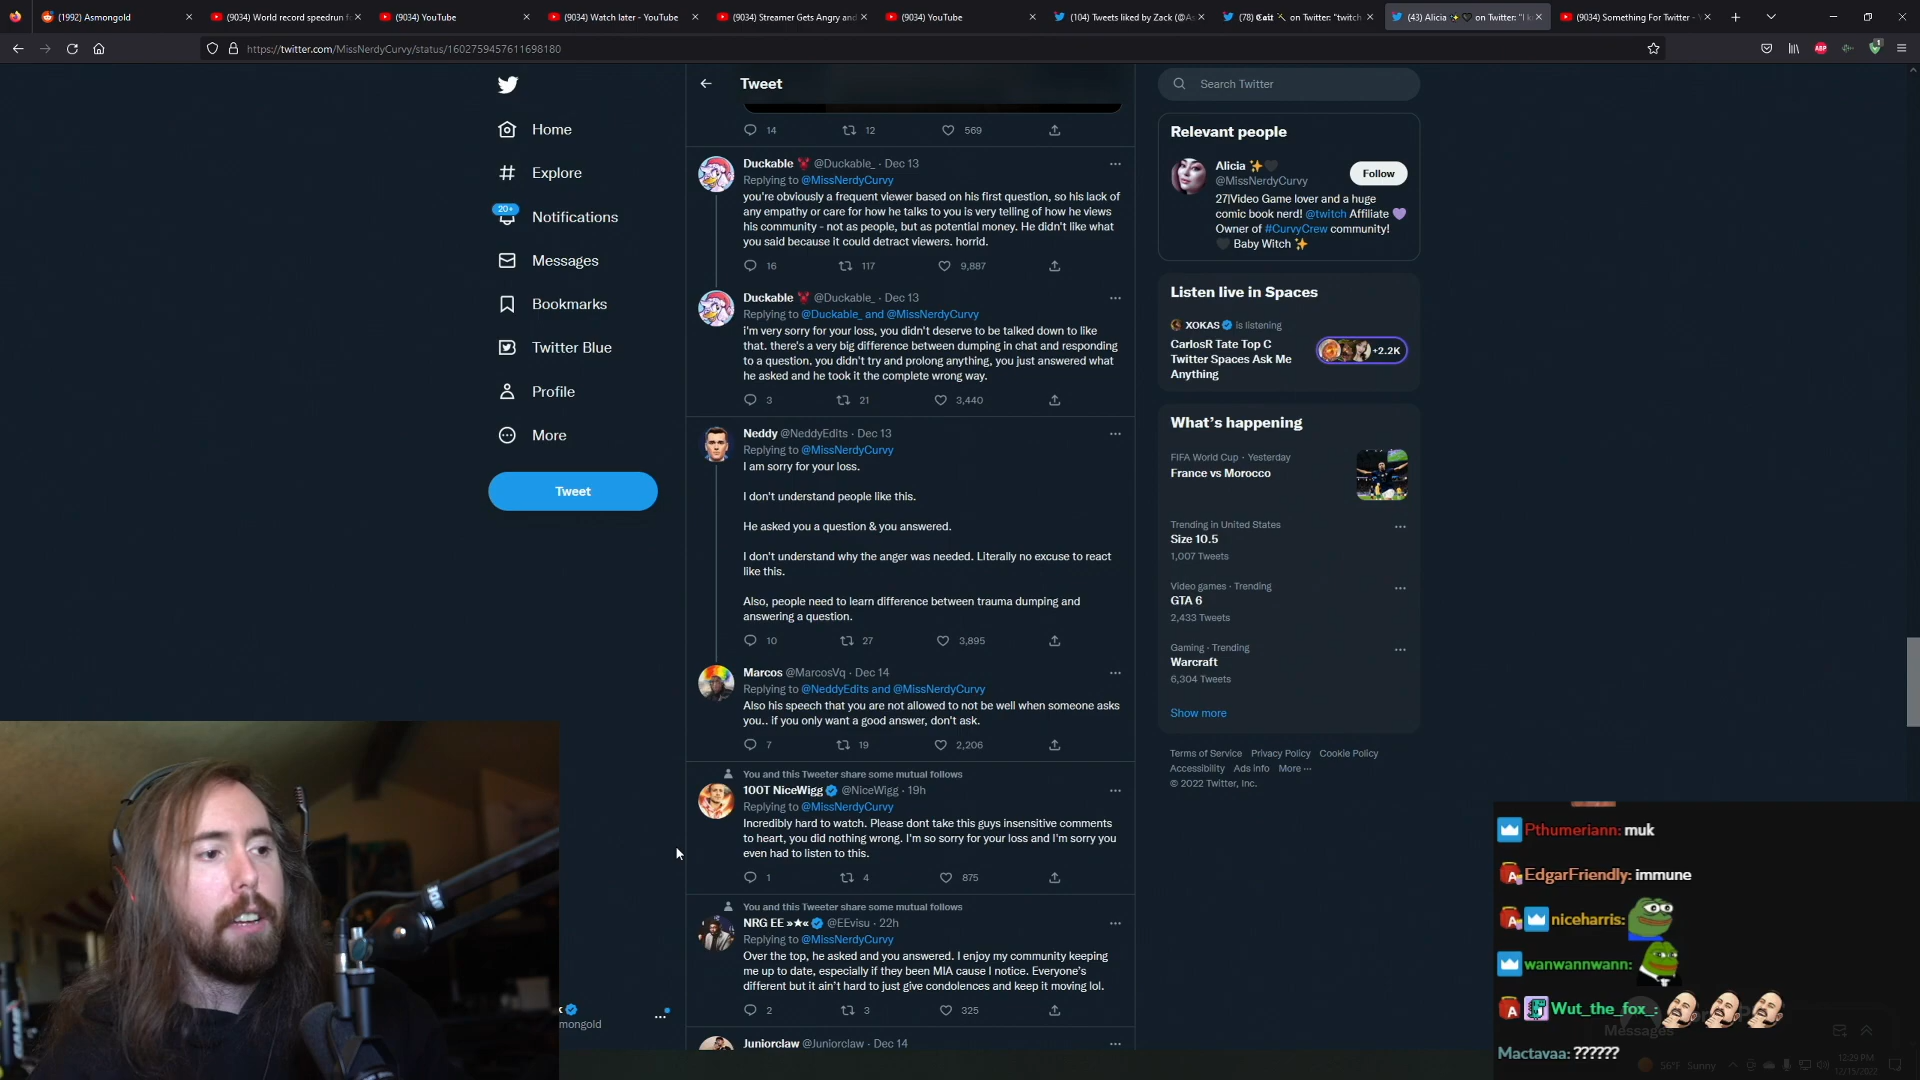 (1992) Asmongold
(9034) World record speedrun f
(9034) YouTube
(9034) Watch later - YouTube
(9034) Streamer Gets Angry and
(9034) YouTube
(104) Tweets liked by Zack (@As
on Twitter: "twitch
(43) Alicia ✨🖤 on Twitter: "I k
(9034) Something For Twitter -
https://twitter.com/MissNerdyCurvy/status/1602759457611698180
Home
Explore
20+
Notifications
Messages
Bookmarks
Twitter Blue
Profile
More
Tweet
mongold
Tweet
14 12 569
Duckable @Duckable_ · Dec 13
Replying to @MissNerdyCurvy
you're obviously a frequent viewer based on his first question, so his lack of
any empathy or care for how he talks to you is very telling of how he views
his community - not as people, but as potential money. He didn't like what
you said because it could detract viewers. horrid.
16 117 9,887
Duckable @Duckable_ · Dec 13
Replying to @Duckable_ and @MissNerdyCurvy
i'm very sorry for your loss, you didn't deserve to be talked down to like
that. there's a very big difference between dumping in chat and responding
to a question. you didn't try and prolong anything, you just answered what
he asked and he took it the complete wrong way.
3 21 3,440
Neddy @NeddyEdits · Dec 13
Replying to @MissNerdyCurvy
I am sorry for your loss.
I don't understand people like this.
He asked you a question & you answered.
I don't understand why the anger was needed. Literally no excuse to react
like this.
Also, people need to learn difference between trauma dumping and
answering a question.
10 27 3,895
Marcos @MarcosVq · Dec 14
Replying to @NeddyEdits and @MissNerdyCurvy
Also his speech that you are not allowed to not be well when someone asks
you.. if you only want a good answer, don't ask.
7 19 2,206
You and this Tweeter share some mutual follows
100T NiceWigg @NiceWigg · 19h
Replying to @MissNerdyCurvy
Incredibly hard to watch. Please dont take this guys insensitive comments
to heart, you did nothing wrong. I'm so sorry for your loss and I'm sorry you
even had to listen to this.
1 4 875
You and this Tweeter share some mutual follows
NRG EE »★« @EEvisu · 22h
Replying to @MissNerdyCurvy
Over the top, he asked and you answered. I enjoy my community keeping
me up to date, especially if they been MIA cause I notice. Everyone's
different but it ain't hard to just give condolences and keep it moving lol.
2 3 325
Juniorclaw @Juniorclaw · Dec 14
Search Twitter
Relevant people
Alicia ✨🖤
@MissNerdyCurvy
Follow
27|Video Game lover and a huge
comic book nerd! @twitch Affiliate 💜
Owner of #CurvyCrew community!
🖤 Baby Witch ✨
Listen live in Spaces
XOKAS is listening
CarlosR Tate Top C
Twitter Spaces Ask Me
Anything
+2.2K
What's happening
FIFA World Cup · Yesterday
France vs Morocco
Trending in United States
Size 10.5
1,007 Tweets
Video games · Trending
GTA 6
2,433 Tweets
Gaming · Trending
Warcraft
6,304 Tweets
Show more
Terms of Service Privacy Policy Cookie Policy
Accessibility Ads info More ···
© 2022 Twitter, Inc.
Pthumeriann: muk
EdgarFriendly: immune
niceharris:
wanwannwann:
Wut_the_fox_:
Messages
Mactavaa: ??????
56°F Sunny
12:29 PM
12/15/2022